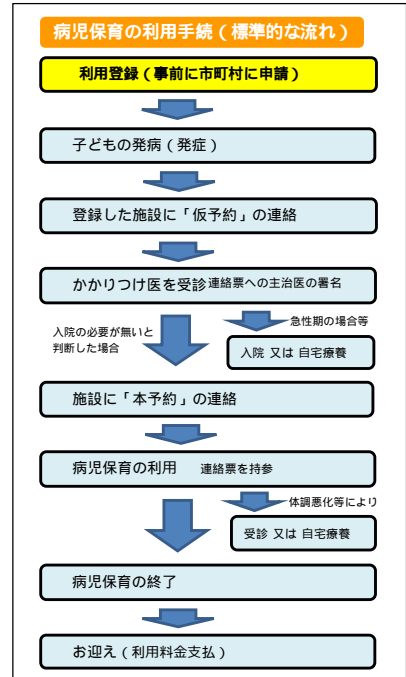 病児保育の利用手続（標準的な流れ）
利用登録（事前に市町村に申請）
子どもの発病（発症）
登録した施設に「仮予約」の連絡
かかりつけ医を受診 連絡票への主治医の署名
入院の必要が無いと
判断した場合
急性期の場合等
入院 又は 自宅療養
施設に「本予約」の連絡
病児保育の利用 連絡票を持参
体調悪化等により
受診 又は 自宅療養
病児保育の終了
お迎え（利用料金支払）